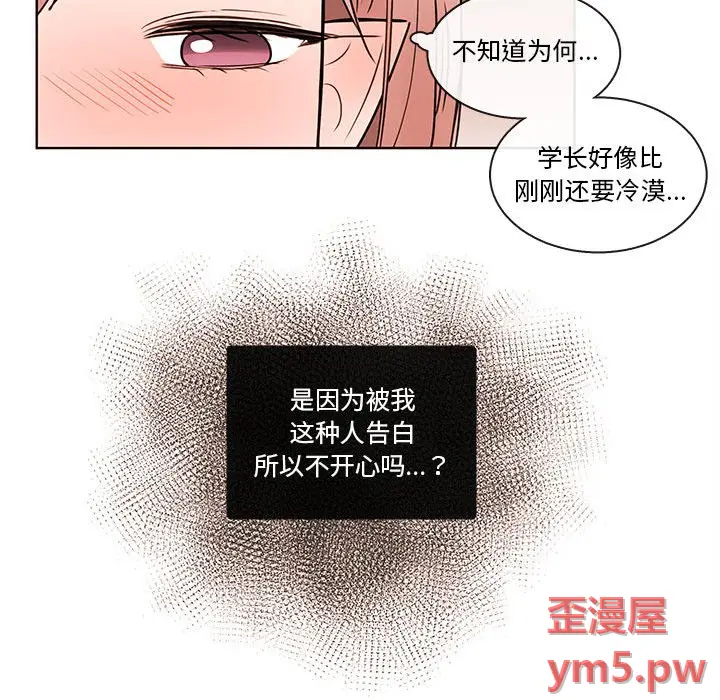 不知道为何...
学长好像比
刚刚还要冷漠...
是因为被我
这种人告白
所以不开心吗...？
歪漫屋
ym5.pw